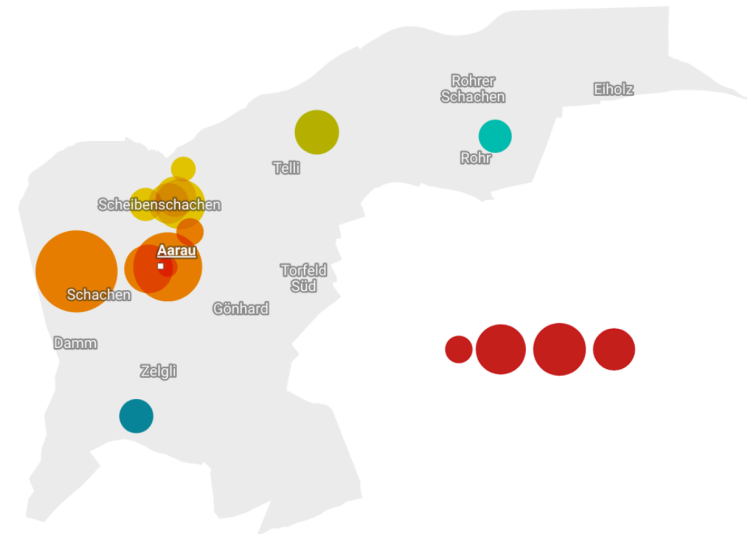 Rohrer
Schachen
Eiholz
Rohr
Telli
Scheibenschachen
Aarau
Torfeld
Süd
Schachen
Gönhard
Damm
Zelgli